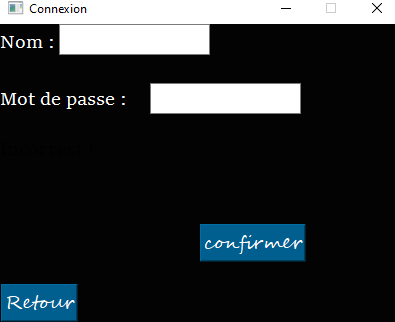 Connexion
Nom :
Mot de passe :
confirmer
Retour